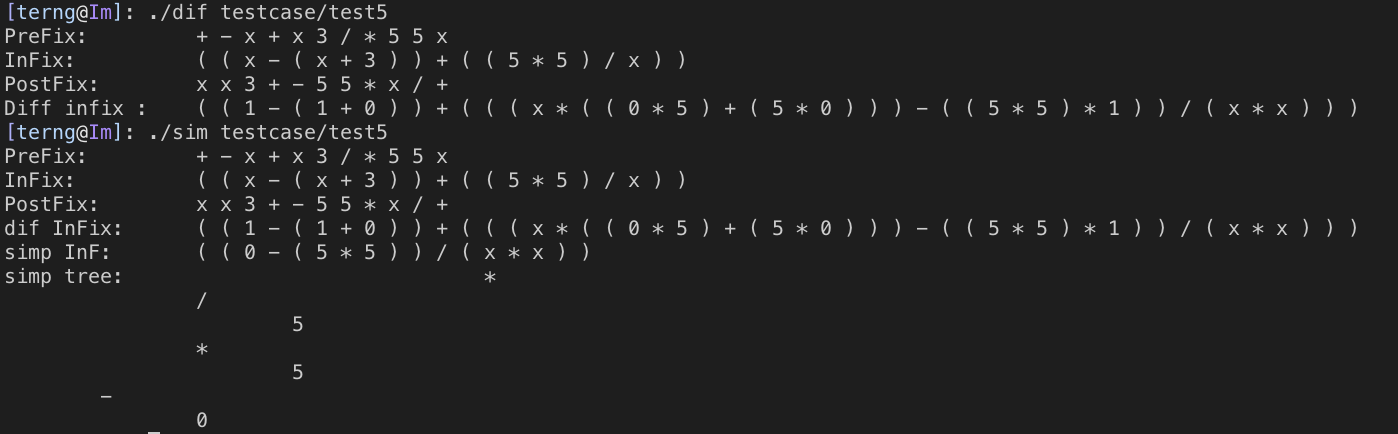 [terng@Im]: ./dif testcase/test5
PreFix: + - x + x 3 / * 5 5 x
InFix: ( ( x - ( x + 3 ) ) + ( ( 5 * 5 ) / x ) )
PostFix: x x 3 + - 5 5 * x / +
Diff infix : ( ( 1 - ( 1 + 0 ) ) + ( ( ( x * ( ( 0 * 5 ) + ( 5 * 0 ) ) ) - ( ( 5 * 5 ) * 1 ) ) / ( x * x ) ) )
[terng@Im]: ./sim testcase/test5
PreFix: + - x + x 3 / * 5 5 x
InFix: ( ( x - ( x + 3 ) ) + ( ( 5 * 5 ) / x ) )
PostFix: x x 3 + - 5 5 * x / +
dif InFix: ( ( 1 - ( 1 + 0 ) ) + ( ( ( x * ( ( 0 * 5 ) + ( 5 * 0 ) ) ) - ( ( 5 * 5 ) * 1 ) ) / ( x * x ) ) )
simp InF: ( ( 0 - ( 5 * 5 ) ) / ( x * x ) )
simp tree: *
/
5
*
5
-
0